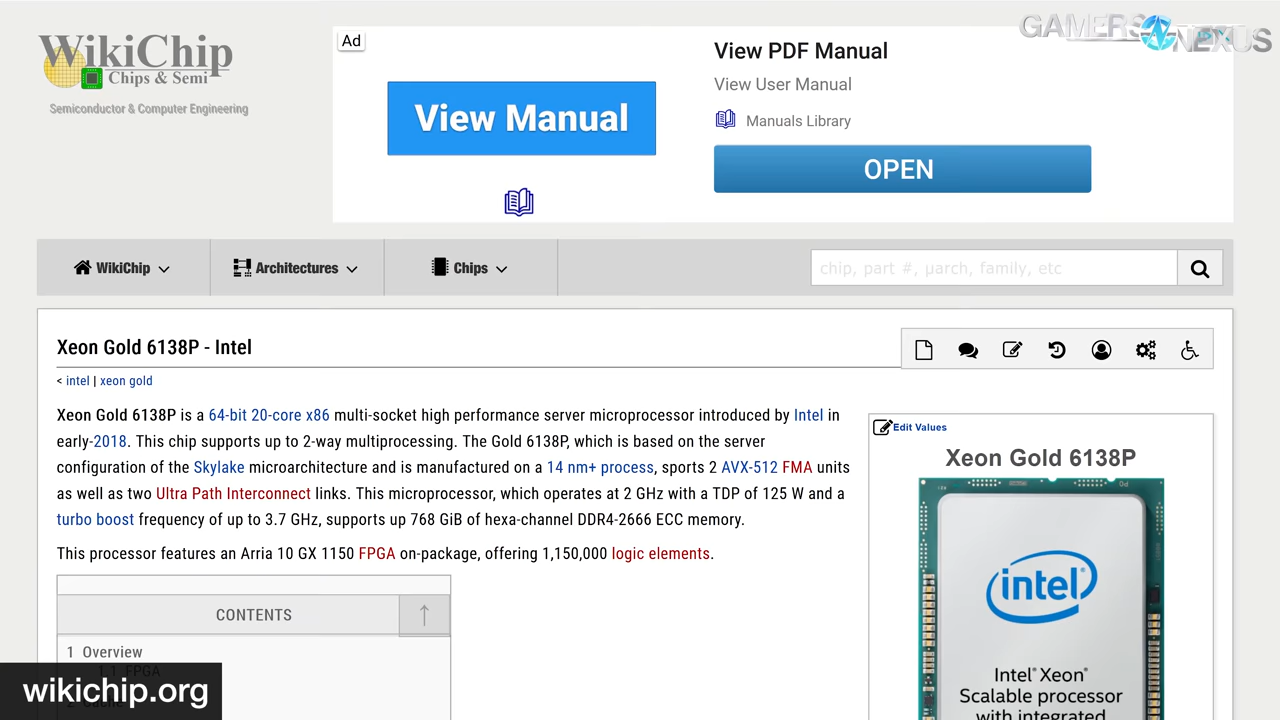 WikiChip
Chips & Semi
Semiconductor & Computer Engineering
Ad
View Manual
View PDF Manual
View User Manual
Manuals Library
OPEN
GAMERS NEXUS
WikiChip
Architectures
Chips
chip, part #, µarch, family, etc
Xeon Gold 6138P - Intel
< intel | xeon gold
Xeon Gold 6138P is a 64-bit 20-core x86 multi-socket high performance server microprocessor introduced by Intel in
early-2018. This chip supports up to 2-way multiprocessing. The Gold 6138P, which is based on the server
configuration of the Skylake microarchitecture and is manufactured on a 14 nm+ process, sports 2 AVX-512 FMA units
as well as two Ultra Path Interconnect links. This microprocessor, which operates at 2 GHz with a TDP of 125 W and a
turbo boost frequency of up to 3.7 GHz, supports up 768 GiB of hexa-channel DDR4-2666 ECC memory.
This processor features an Arria 10 GX 1150 FPGA on-package, offering 1,150,000 logic elements.
CONTENTS
↑
1 Overview
1.1 FPGA
2 Cache
Edit Values
Xeon Gold 6138P
intel
Intel® Xeon®
Scalable processor
with integrated
wikichip.org